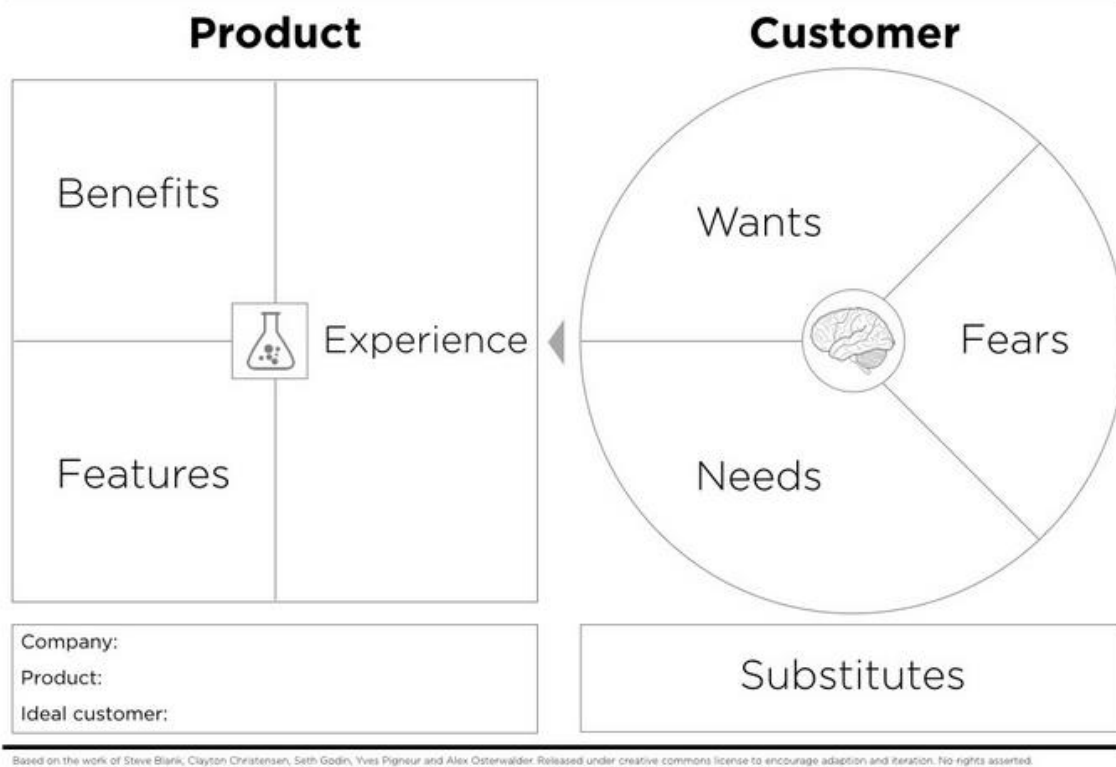 Product
Customer
Benefits
Features
Experience
Wants
Fears
Needs
Company:
Product:
Ideal customer:
Substitutes
Based on the work of Steve Blank, Clayton Christensen, Seth Godin, Yves Pigneur and Alex Osterwalder. Released under creative commons license to encourage adaption and iteration. No rights asserted.